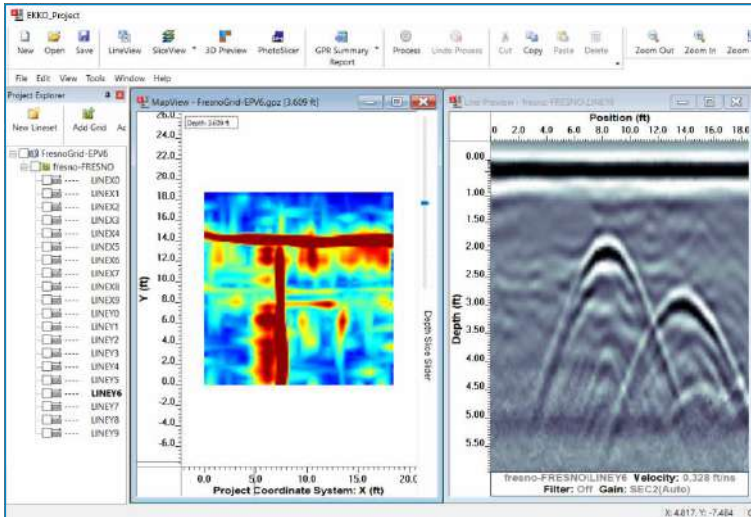 EKKO_Project
New Open Save LineView SliceView 3D Preview PhotoSlicer GPR Summary Report Process Undo Process Cut Copy Paste Delete Zoom Out Zoom In Zoom
File Edit View Tools Window Help
Project Explorer
New Lineset Add Grid
FresnoGrid-EPV6
fresno-FRESNO
LINEX0
LINEX1
LINEX2
LINEX3
LINEX4
LINEX5
LINEX6
LINEX7
LINEX8
LINEX9
LINEY0
LINEY1
LINEY2
LINEY3
LINEY4
LINEY5
LINEY6
LINEY7
LINEY8
LINEY9
MapView - FresnoGrid-EPV6.gpz [3.609 ft]
Depth: 3.609 ft
26.0
24.0
22.0
20.0
18.0
16.0
14.0
12.0
10.0
8.0
6.0
4.0
2.0
0.0
-2.0
-4.0
-6.0
Y (ft)
Depth Slice Slider
0.0 5.0 10.0 15.0 20.0
Project Coordinate System: X (ft)
Line Preview - fresno-FRESNO|LINEY6
Position (ft)
0 2.0 4.0 6.0 8.0 10.0 12.0 14.0 16.0 18.6
0.00
1.00
2.00
2.50
3.00
4.00
4.50
5.00
5.50
Depth (ft)
fresno-FRESNO|LINEY6 Velocity: 0.328 ft/ns
Filter: Off Gain: SEC2(Auto)
X: 4.817, Y: -7.484